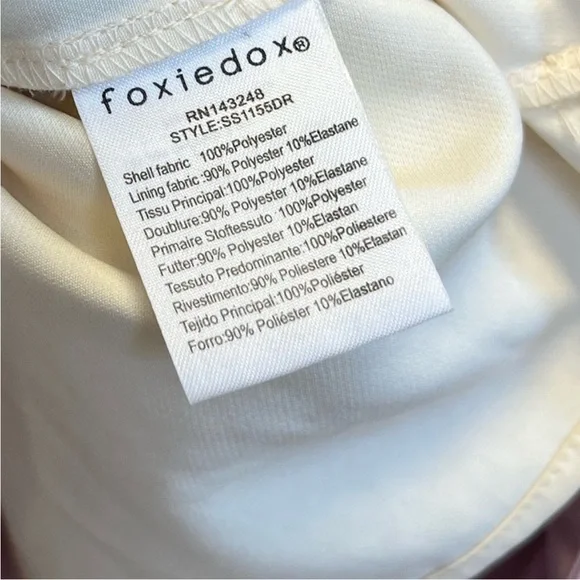 foxiedox®
RN143248
STYLE:SS1155DR
Shell fabric 100%Polyester
Lining fabric :90% Polyester 10%Elastane
Tissu Principal:100%Polyester
Doublure:90% Polyester 10%Elastane
Primaire Stoftessuto :100%Polyester
Futter:90% Polyester 10%Elastan
Tessuto Predominante:100%Poliestere
Rivestimento:90% Poliestere 10%Elastan
Tejido Principal:100%Poliéster
Forro:90% Poliéster 10%Elastano